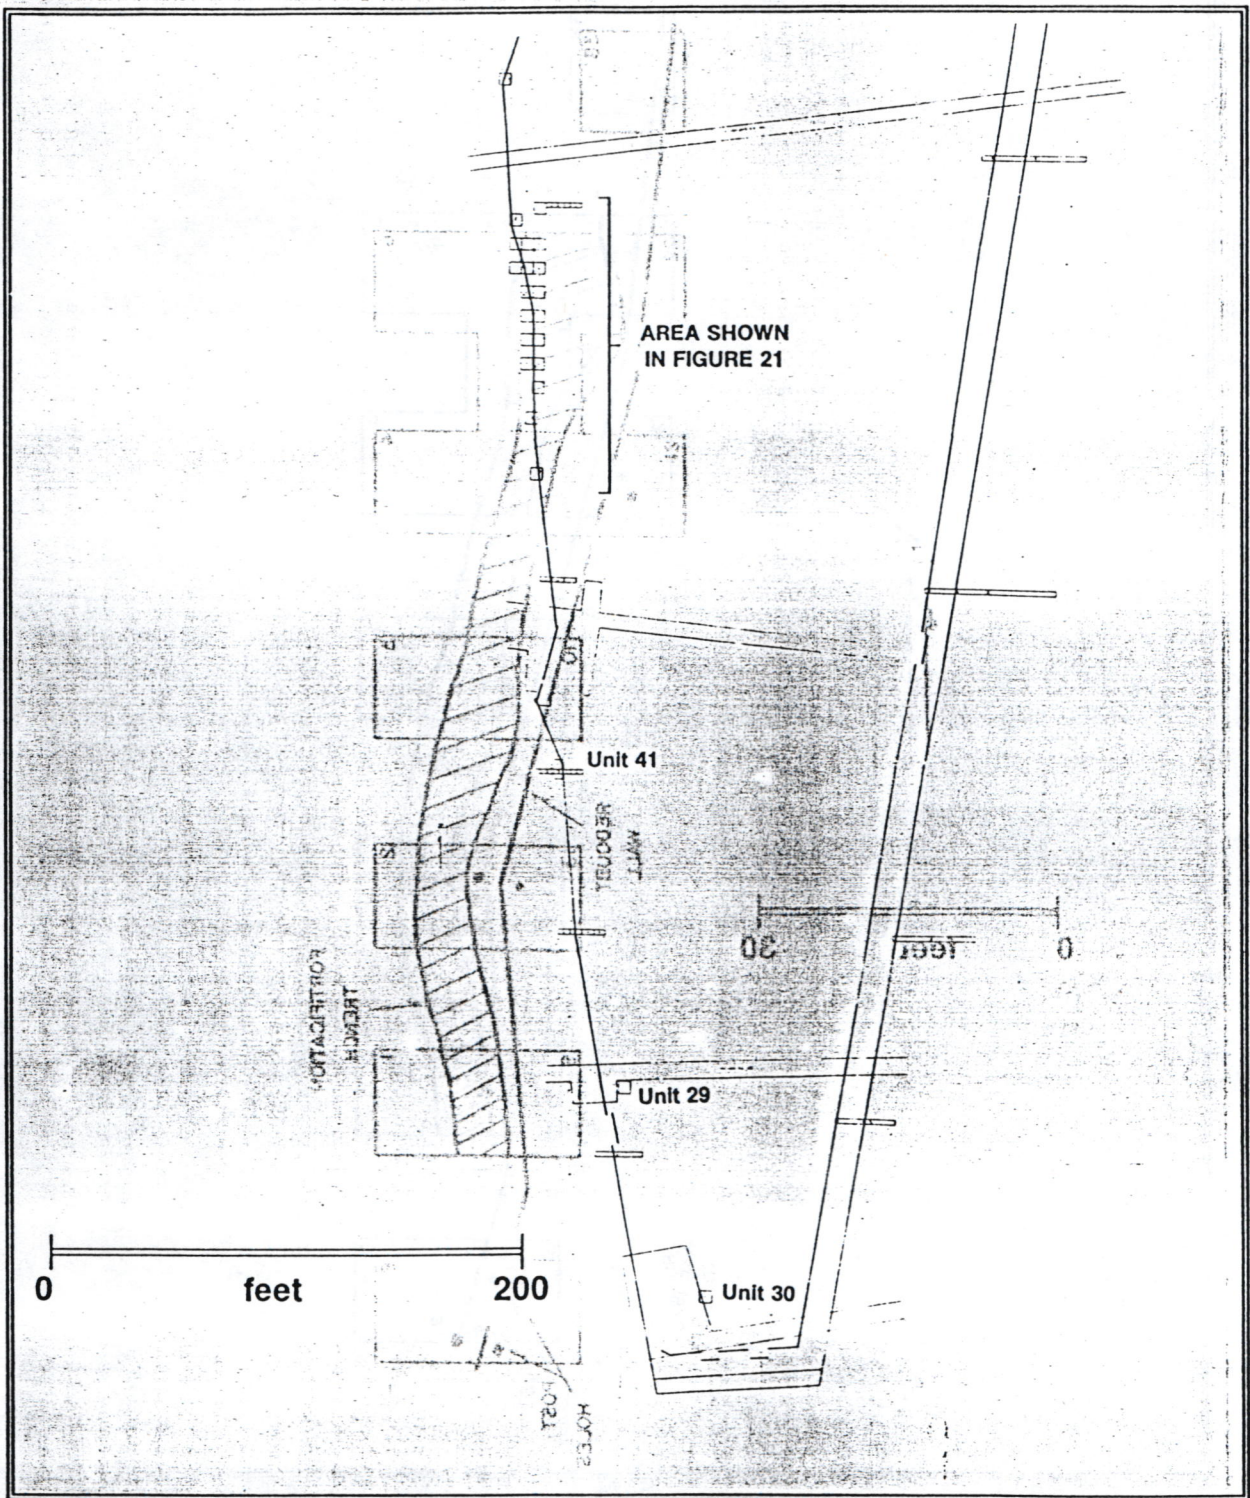 AREA SHOWN
IN FIGURE 21
Unit 41
REDOUBT
WALL
30 feet 0
FORTIFICATION
TRENCH
Unit 29
0 feet 200
Unit 30
POST
HOLES